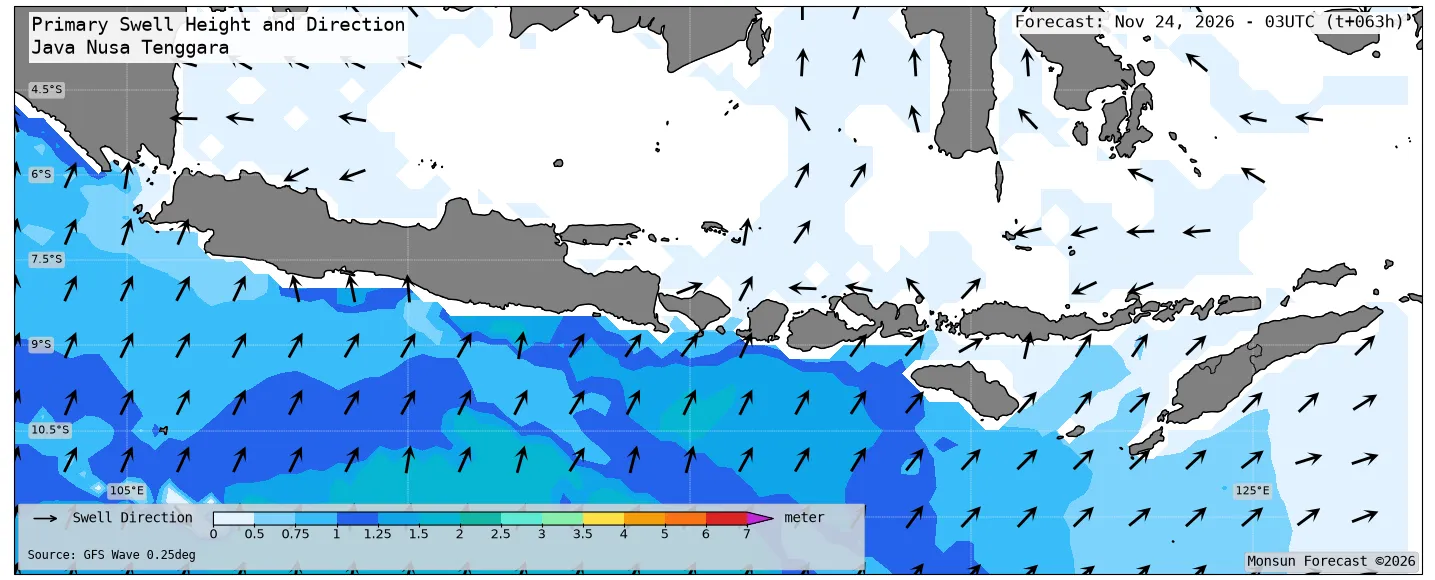 Primary Swell Height and Direction
Java Nusa Tenggara
Forecast: Nov 24, 2026 - 03UTC (t+063h)
4.5°S
6°S
7.5°S
9°S
10.5°S
105°E
125°E
Swell Direction
meter
0 0.5 0.75 1 1.25 1.5 2 2.5 3 3.5 4 5 6 7
Source: GFS Wave 0.25deg
Monsun Forecast ©2026